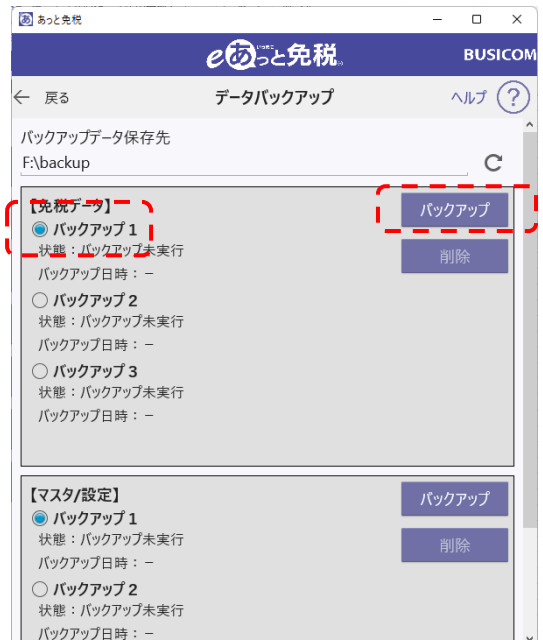 あっと免税
eあっと免税
BUSICOM
← 戻る データバックアップ ヘルプ ?
バックアップデータ保存先
F:\backup
【免税データ】 バックアップ
バックアップ 1
状態：バックアップ未実行 削除
バックアップ日時：－
バックアップ 2
状態：バックアップ未実行
バックアップ日時：－
バックアップ 3
状態：バックアップ未実行
バックアップ日時：－
【マスタ/設定】 バックアップ
バックアップ 1
状態：バックアップ未実行 削除
バックアップ日時：－
バックアップ 2
状態：バックアップ未実行
バックアップ日時：－